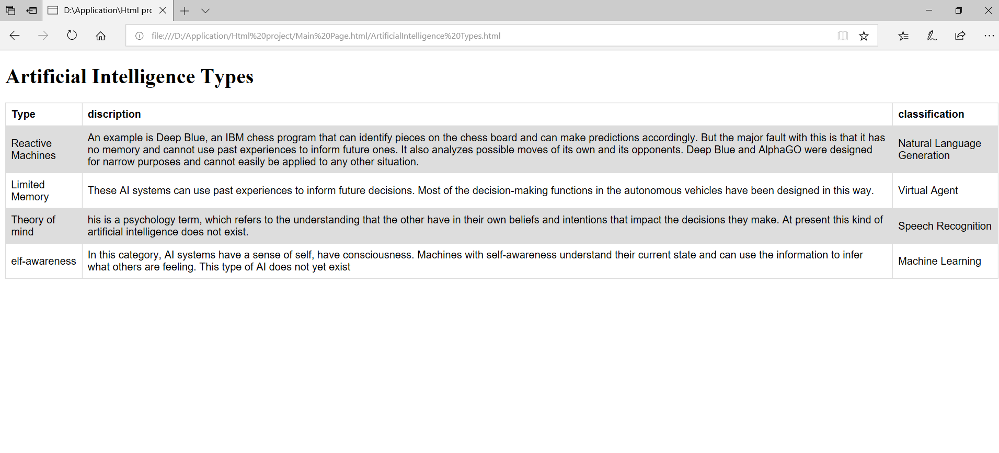 D:\Application\Html prc
file:///D:/Application/Html%20project/Main%20Page.html/ArtificialIntelligence%20Types.html
Artificial Intelligence Types
Type discription classification
Reactive Machines
An example is Deep Blue, an IBM chess program that can identify pieces on the chess board and can make predictions accordingly. But the major fault with this is that it has
no memory and cannot use past experiences to inform future ones. It also analyzes possible moves of its own and its opponents. Deep Blue and AlphaGO were designed
for narrow purposes and cannot easily be applied to any other situation.
Natural Language
Generation
Limited
Memory
These AI systems can use past experiences to inform future decisions. Most of the decision-making functions in the autonomous vehicles have been designed in this way.
Virtual Agent
Theory of
mind
his is a psychology term, which refers to the understanding that the other have in their own beliefs and intentions that impact the decisions they make. At present this kind of
artificial intelligence does not exist.
Speech Recognition
elf-awareness
In this category, AI systems have a sense of self, have consciousness. Machines with self-awareness understand their current state and can use the information to infer
what others are feeling. This type of AI does not yet exist
Machine Learning